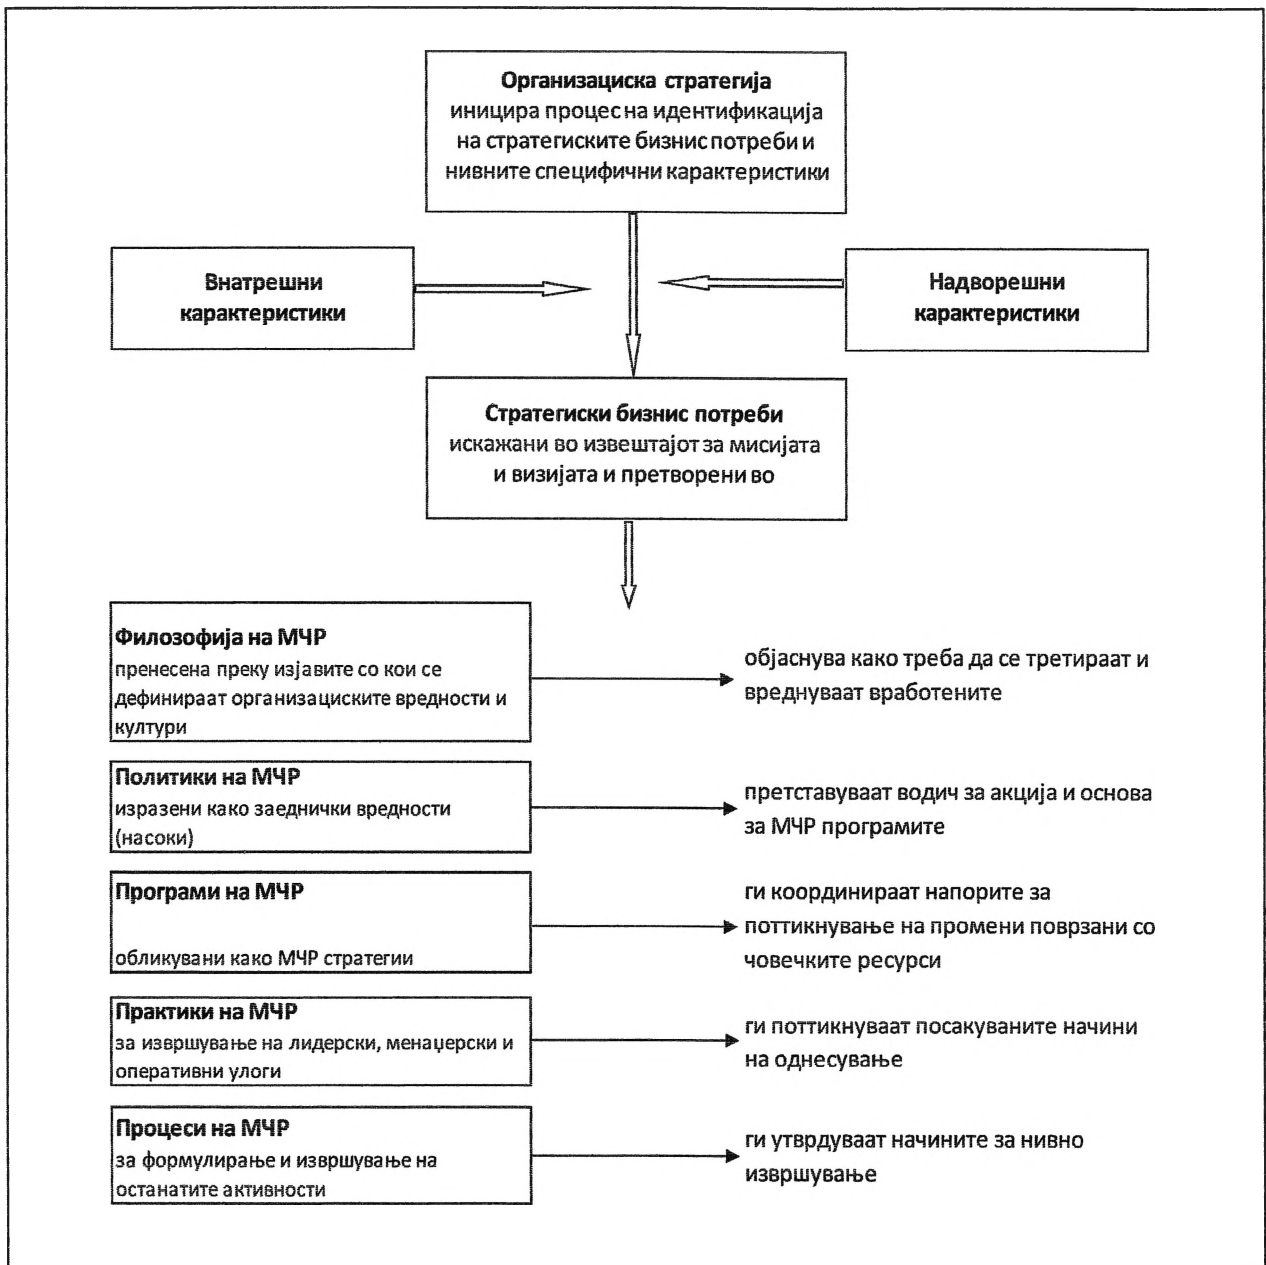 Организациска стратегија
иницира процес на идентификација
на стратегиските бизнис потреби и
нивните специфични карактеристики
Внатрешни
карактеристики
Надворешни
карактеристики
Стратегиски бизнис потреби
искажани во извештајот за мисијата
и визијата и претворени во
Филозофија на МЧР
пренесена преку изјавите со кои се
дефинираат организациските вредности и
култури
објаснува како треба да се третираат и
вреднуваат вработените
Политики на МЧР
изразени како заеднички вредности
(насоки)
претставуваат водич за акција и основа
за МЧР програмите
Програми на МЧР
обликувани како МЧР стратегии
ги координираат напорите за
поттикнување на промени поврзани со
човечките ресурси
Практики на МЧР
за извршување на лидерски, менаџерски и
оперативни улоги
ги поттикнуваат посакуваните начини
на однесување
Процеси на МЧР
за формулирање и извршување на
останатите активности
ги утврдуваат начините за нивно
извршување